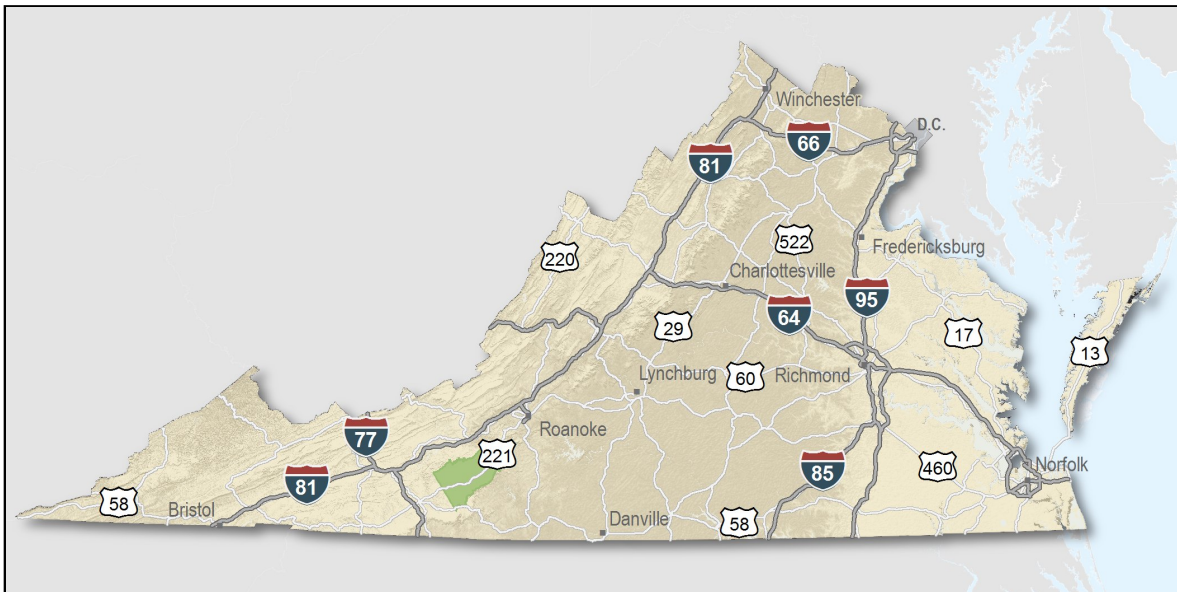 Winchester
D.C.
66
81
522
Fredericksburg
220
Charlottesville
95
64
29
17
13
60
Richmond
Lynchburg
77
Roanoke
221
85
460
Norfolk
81
58
Bristol
Danville
58